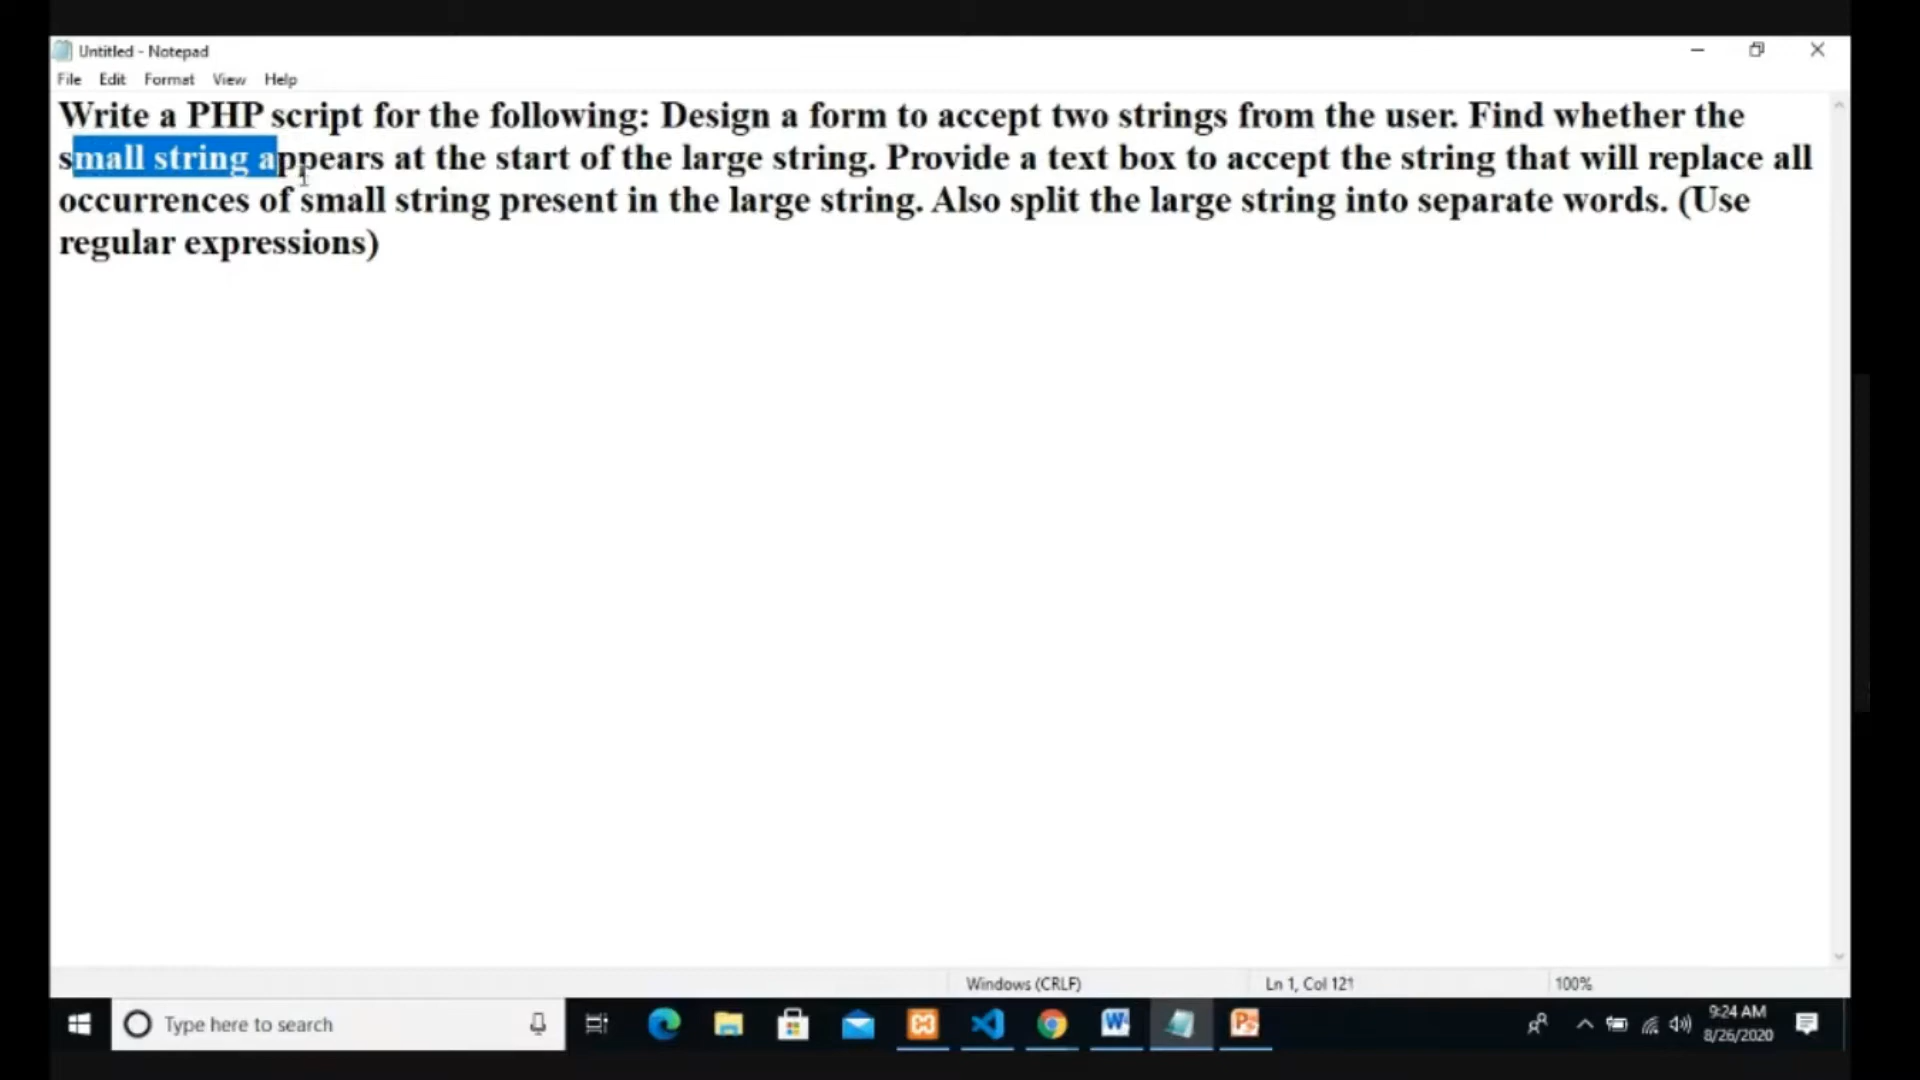 Untitled - Notepad
File Edit Format View Help
Write a PHP script for the following: Design a form to accept two strings from the user. Find whether the
small string appears at the start of the large string. Provide a text box to accept the string that will replace all
occurrences of small string present in the large string. Also split the large string into separate words. (Use
regular expressions)
Windows (CRLF) Ln 1, Col 121 100%
Type here to search
9:24 AM
8/26/2020